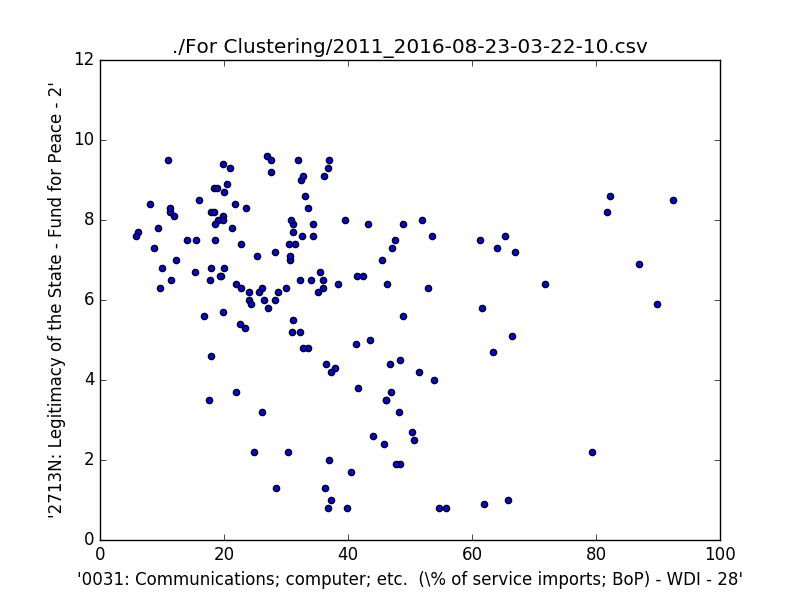 ./For Clustering/2011_2016-08-23-03-22-10.csv
12
10
8
6
4
2
0
'2713N: Legitimacy of the State - Fund for Peace - 2'
0 20 40 60 80 100
'0031: Communications; computer; etc.  (\% of service imports; BoP) - WDI - 28'